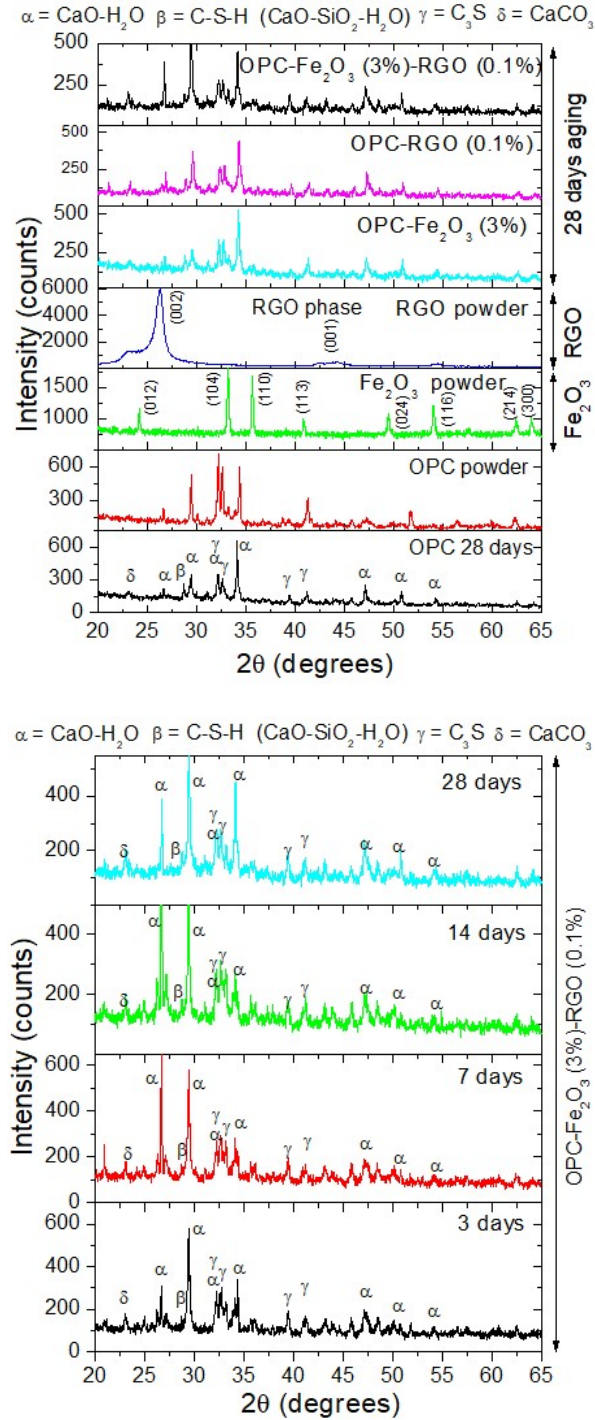 α = CaO-H₂O β = C-S-H (CaO-SiO₂-H₂O) γ = C₃S δ = CaCO₃
500
250
OPC-Fe₂O₃ (3%)-RGO (0.1%)
500
250
0
OPC-RGO (0.1%)
500
250
0
OPC-Fe₂O₃ (3%)
28 days aging
6000
4000
2000
(002)
RGO phase
(001)
RGO powder
RGO
1500
1000
(012)
(104)
(110)
(113)
Fe₂O₃ powder
(024)
(116)
(214)
(300)
Fe₂O₃
600
300
OPC powder
600
300
0
OPC 28 days
δ α β α γ α γ α γ γ α α α
Intensity (counts)
20 25 30 35 40 45 50 55 60 65
2θ (degrees)
α = CaO-H₂O β = C-S-H (CaO-SiO₂-H₂O) γ = C₃S δ = CaCO₃
400
200
28 days
δ α β α γ α γ α γ γ α α α
400
200
0
14 days
δ α β α γ α γ α γ γ α α α
600
400
200
0
7 days
δ α β α γ α γ α γ γ α α α
600
400
200
0
3 days
δ α β α γ α γ α γ γ α α α
Intensity (counts)
OPC-Fe₂O₃ (3%)-RGO (0.1%)
20 25 30 35 40 45 50 55 60 65
2θ (degrees)